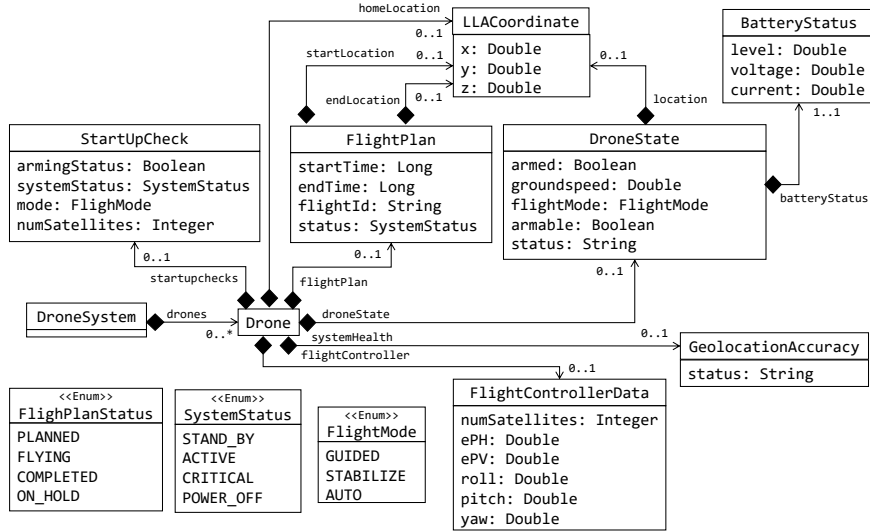 homeLocation
0..1
LLACoordinate
x: Double
y: Double
z: Double
startLocation
0..1
endLocation
0..1
0..1
location
BatteryStatus
level: Double
voltage: Double
current: Double
1..1
batteryStatus
StartUpCheck
armingStatus: Boolean
systemStatus: SystemStatus
mode: FlighMode
numSatellites: Integer
FlightPlan
startTime: Long
endTime: Long
flightId: String
status: SystemStatus
DroneState
armed: Boolean
groundspeed: Double
flightMode: FlightMode
armable: Boolean
status: String
0..1
startupchecks
0..1
flightPlan
0..1
droneState
DroneSystem
drones
0..*
Drone
systemHealth
0..1
flightController
0..1
GeolocationAccuracy
status: String
<<Enum>>
FlighPlanStatus
PLANNED
FLYING
COMPLETED
ON_HOLD
<<Enum>>
SystemStatus
STAND_BY
ACTIVE
CRITICAL
POWER_OFF
<<Enum>>
FlightMode
GUIDED
STABILIZE
AUTO
FlightControllerData
numSatellites: Integer
ePH: Double
ePV: Double
roll: Double
pitch: Double
yaw: Double